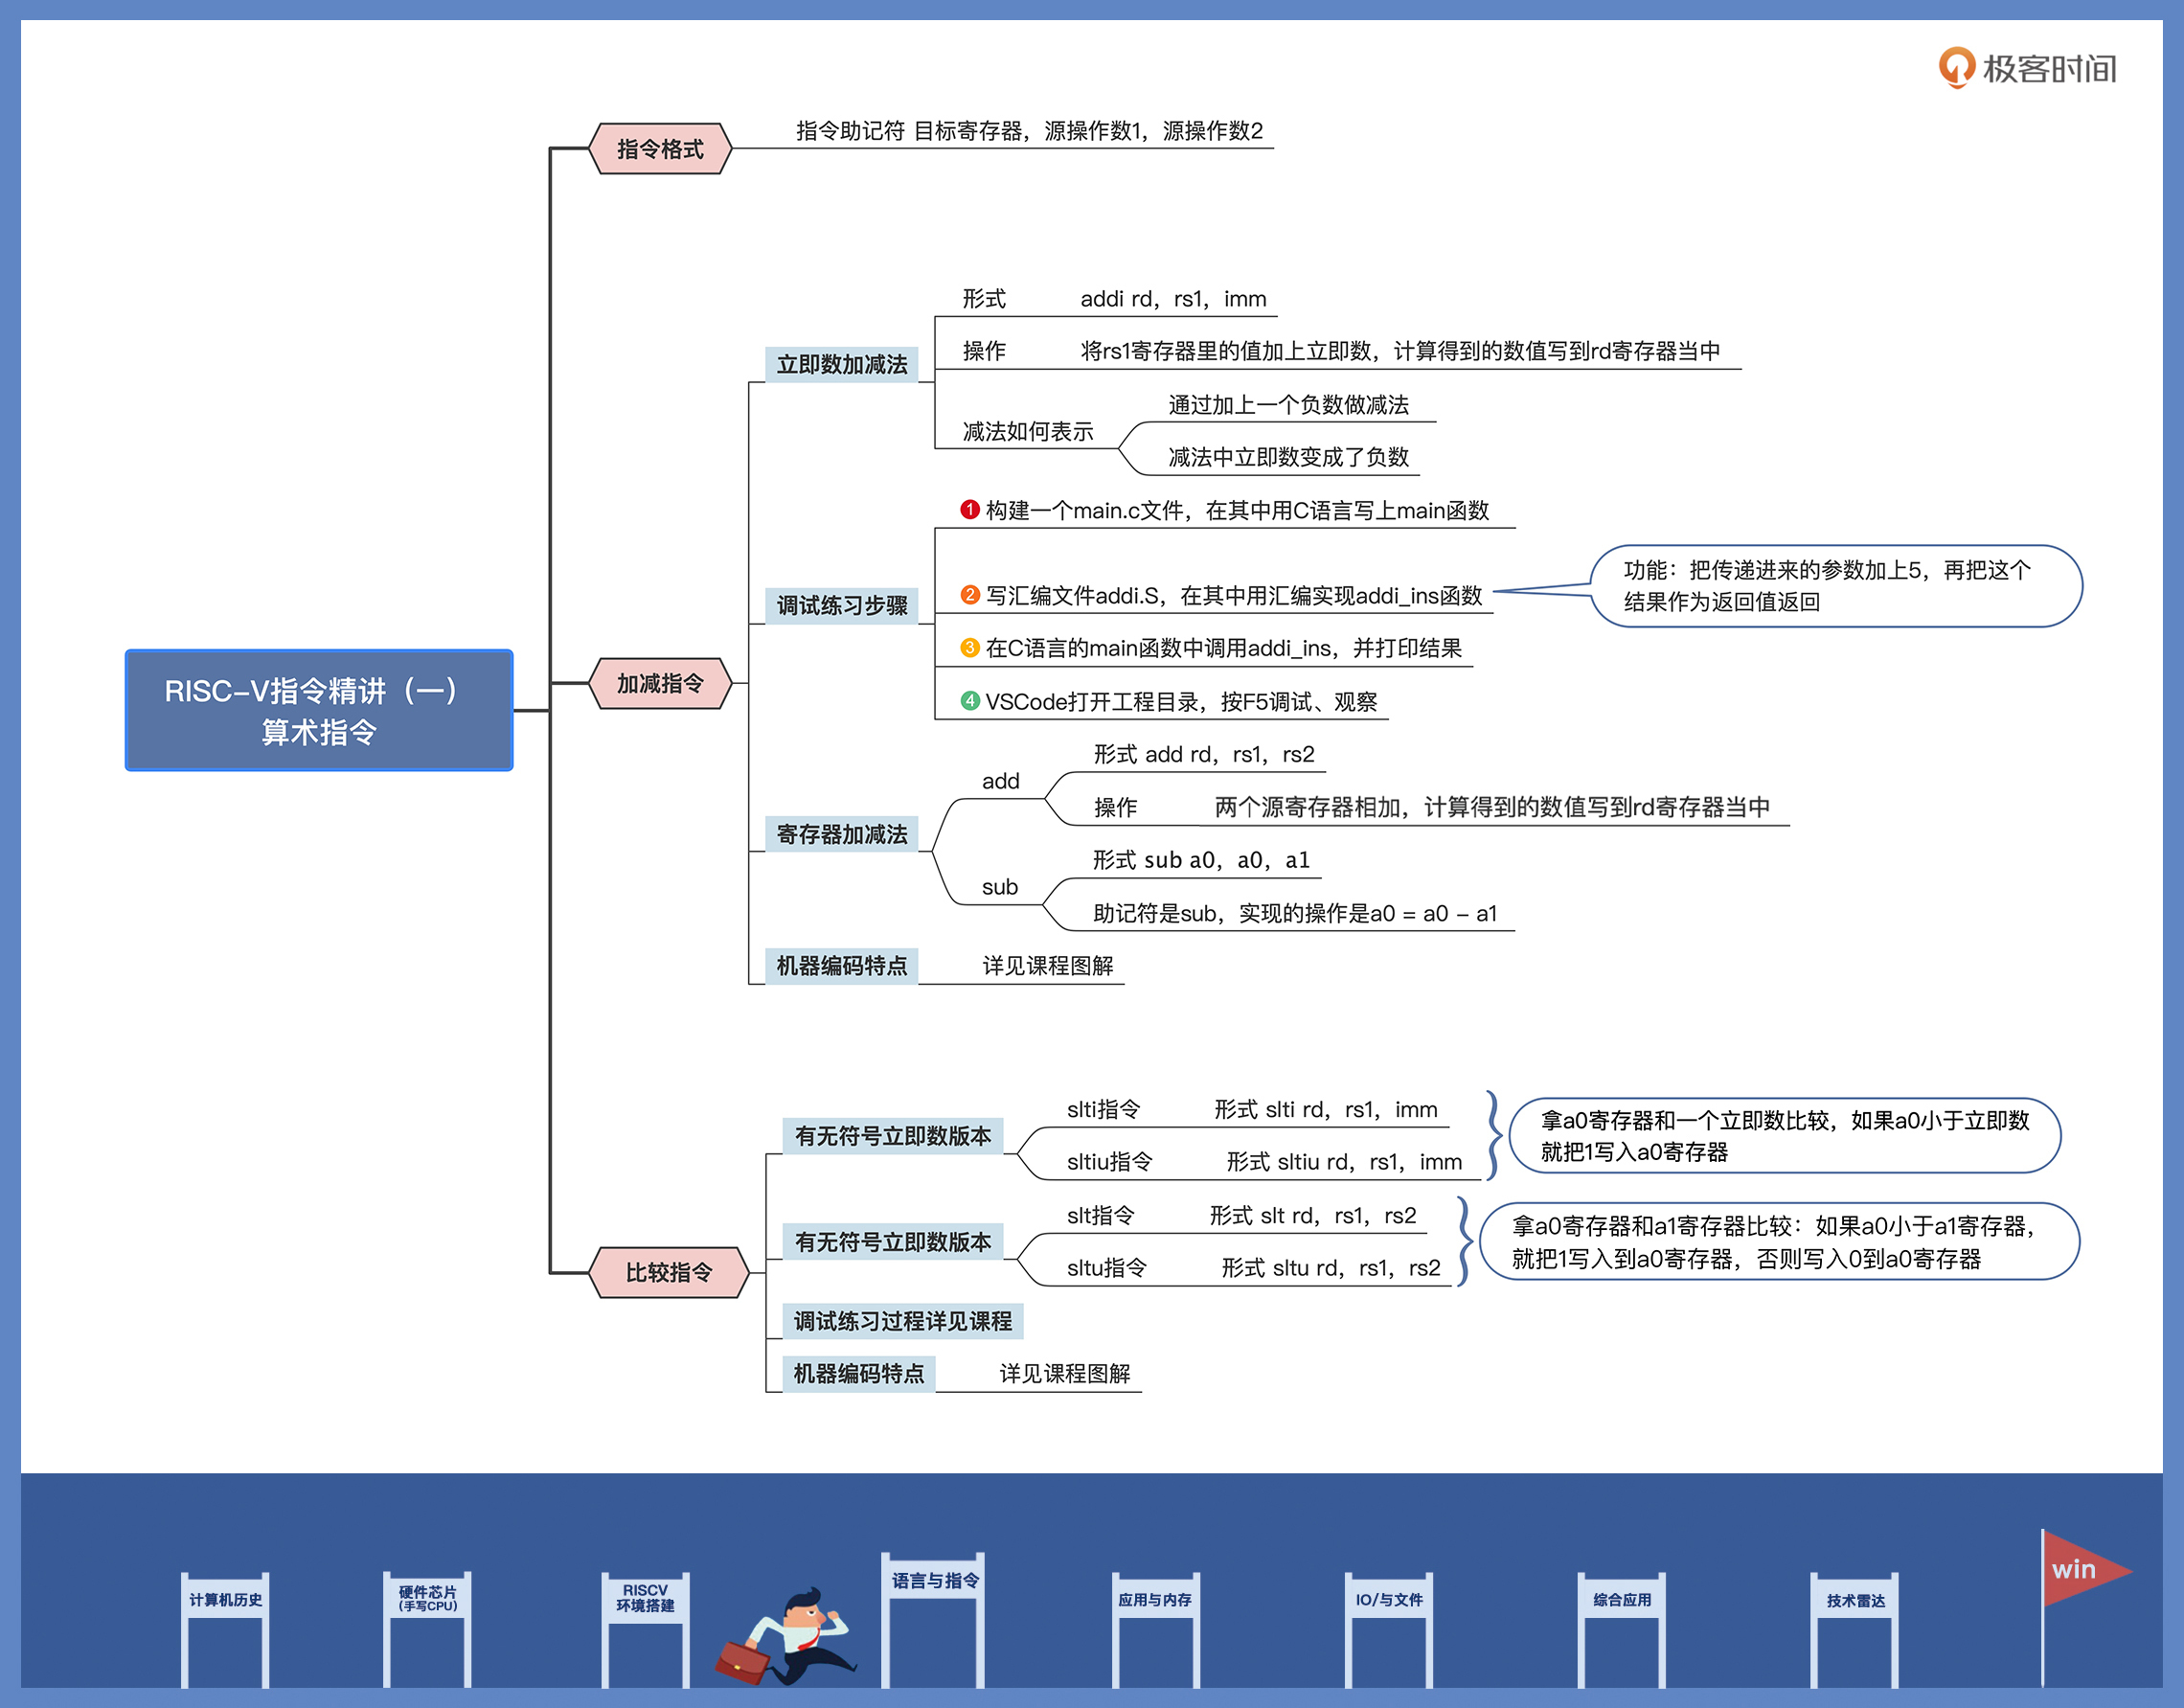 极客时间
RISC-V指令精讲（一）
算术指令
指令格式
指令助记符 目标寄存器，源操作数1，源操作数2
加减指令
立即数加减法
形式 addi rd，rs1，imm
操作 将rs1寄存器里的值加上立即数，计算得到的数值写到rd寄存器当中
减法如何表示
通过加上一个负数做减法
减法中立即数变成了负数
调试练习步骤
1 构建一个main.c文件，在其中用C语言写上main函数
2 写汇编文件addi.S，在其中用汇编实现addi_ins函数
功能：把传递进来的参数加上5，再把这个
结果作为返回值返回
3 在C语言的main函数中调用addi_ins，并打印结果
4 VSCode打开工程目录，按F5调试、观察
寄存器加减法
add
形式 add rd，rs1，rs2
操作 两个源寄存器相加，计算得到的数值写到rd寄存器当中
sub
形式 sub a0，a0，a1
助记符是sub，实现的操作是a0 = a0 - a1
机器编码特点 详见课程图解
比较指令
有无符号立即数版本
slti指令 形式 slti rd，rs1，imm
sltiu指令 形式 sltiu rd，rs1，imm
拿a0寄存器和一个立即数比较，如果a0小于立即数
就把1写入a0寄存器
有无符号立即数版本
slt指令 形式 slt rd，rs1，rs2
sltu指令 形式 sltu rd，rs1，rs2
拿a0寄存器和a1寄存器比较：如果a0小于a1寄存器，
就把1写入到a0寄存器，否则写入0到a0寄存器
调试练习过程详见课程
机器编码特点 详见课程图解
计算机历史
硬件芯片
（手写CPU）
RISCV
环境搭建
语言与指令
应用与内存
IO/与文件
综合应用
技术雷达
win